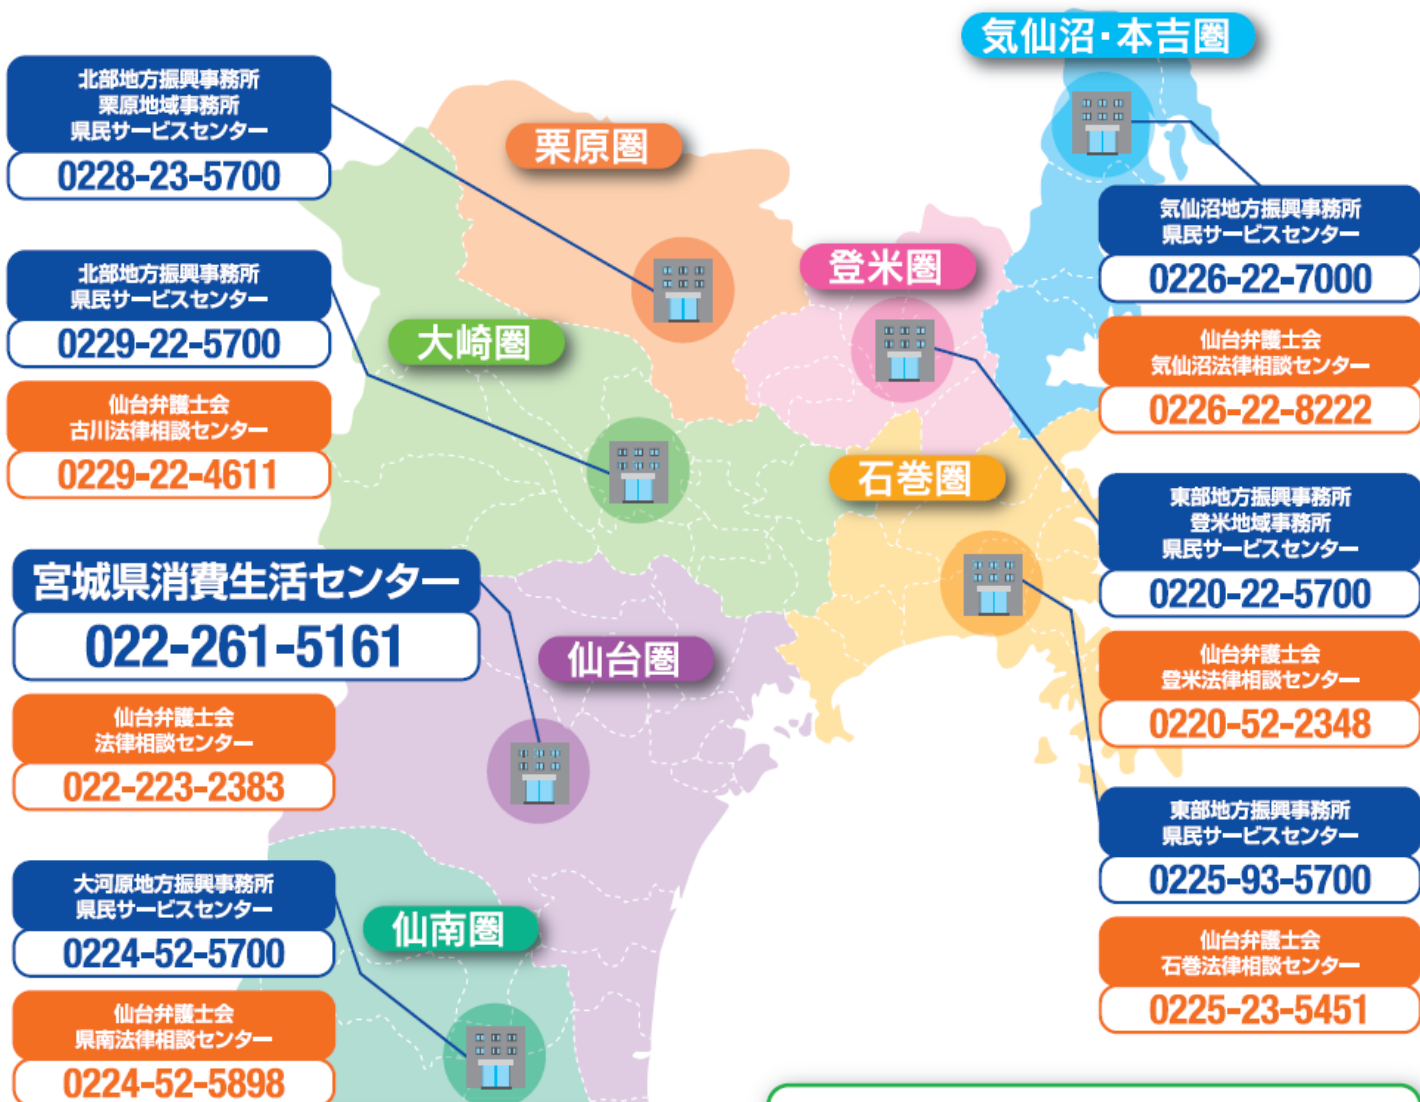 気仙沼・本吉圏
北部地方振興事務所
栗原地域事務所
県民サービスセンター
0228-23-5700
栗原圏
気仙沼地方振興事務所
県民サービスセンター
0226-22-7000
北部地方振興事務所
県民サービスセンター
0229-22-5700
登米圏
大崎圏
仙台弁護士会
気仙沼法律相談センター
0226-22-8222
仙台弁護士会
古川法律相談センター
0229-22-4611
石巻圏
東部地方振興事務所
登米地域事務所
県民サービスセンター
0220-22-5700
宮城県消費生活センター
022-261-5161
仙台圏
仙台弁護士会
登米法律相談センター
0220-52-2348
仙台弁護士会
法律相談センター
022-223-2383
東部地方振興事務所
県民サービスセンター
0225-93-5700
大河原地方振興事務所
県民サービスセンター
0224-52-5700
仙南圏
仙台弁護士会
石巻法律相談センター
0225-23-5451
仙台弁護士会
県南法律相談センター
0224-52-5898